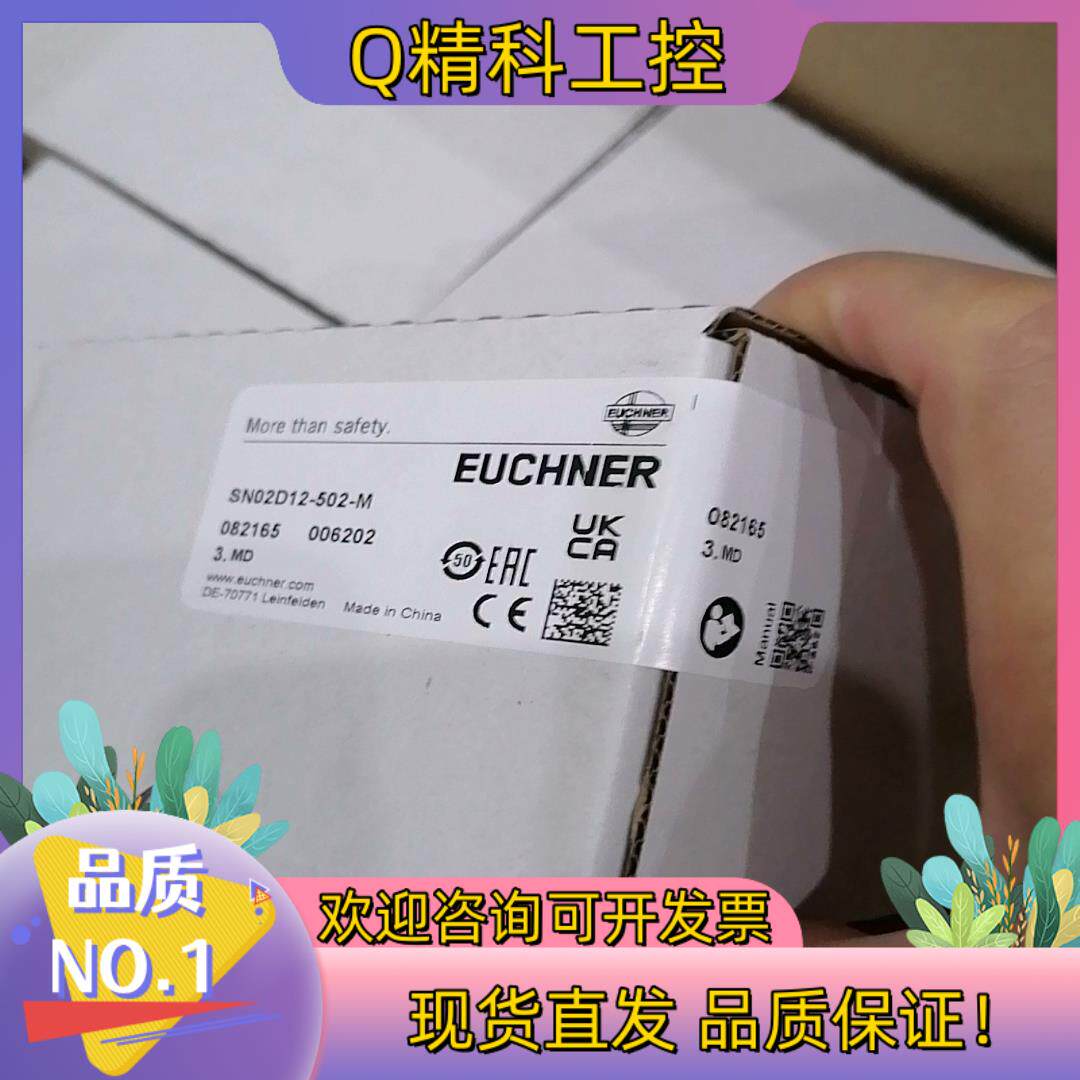 Q精科工控
More than safety.
EUCHNER
EUCHNER
SN02D12-502-M
082165 006202
3. MD
www.euchner.com
DE-70771 Leinfelden Made in China
50
EAC
UK
CA
CE
082165
3. MD
Manual
品质
NO.1
欢迎咨询可开发票
现货直发 品质保证!